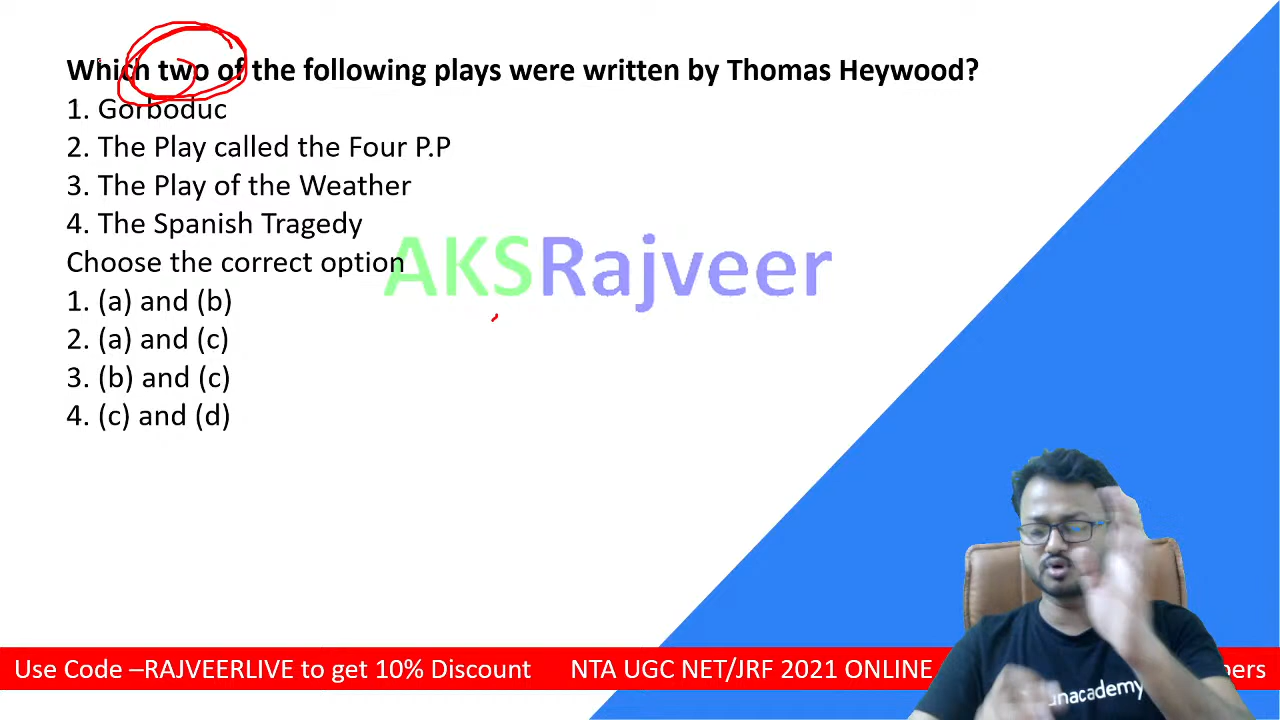 Which two of the following plays were written by Thomas Heywood?
1. Gorboduc
2. The Play called the Four P.P
3. The Play of the Weather
4. The Spanish Tragedy
Choose the correct option
AKSRajveer
1. (a) and (b)
2. (a) and (c)
3. (b) and (c)
4. (c) and (d)
unacademy
Use Code –RAJVEERLIVE to get 10% Discount NTA UGC NET/JRF 2021 ONLINE